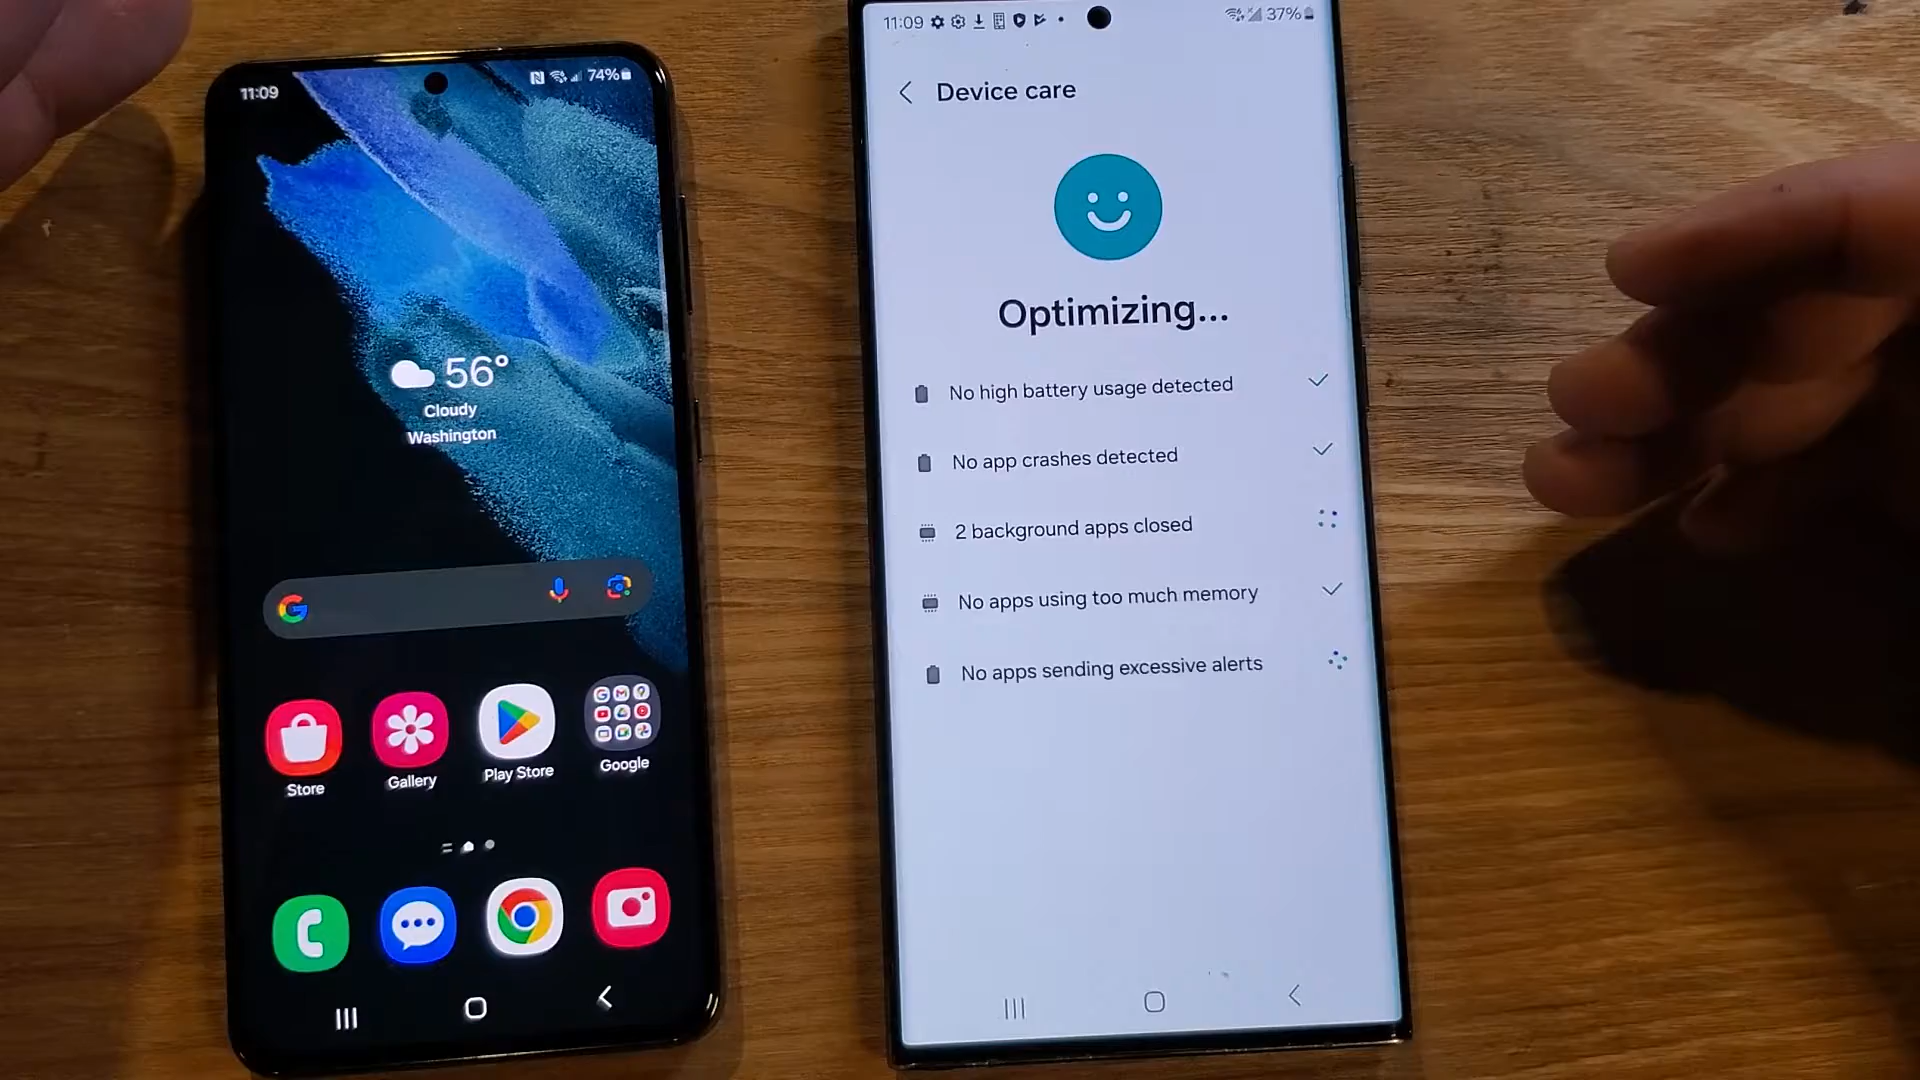 11:09
74%
56°
Cloudy
Washington
Store
Gallery
Play Store
Google
11:09
37%
Device care
Optimizing...
No high battery usage detected
No app crashes detected
2 background apps closed
No apps using too much memory
No apps sending excessive alerts